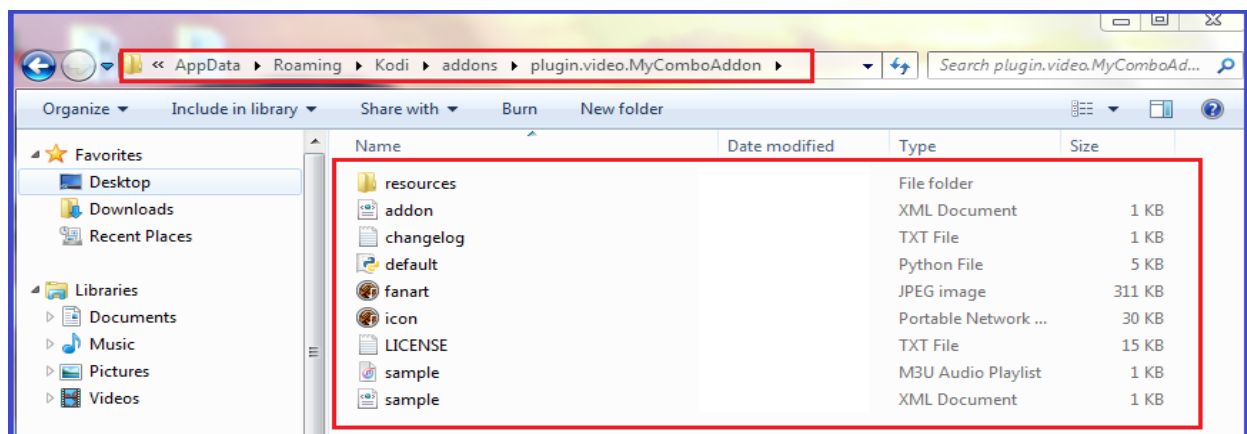 « AppData ▸ Roaming ▸ Kodi ▸ addons ▸ plugin.video.MyComboAddon ▸ Search plugin.video.MyComboAd...
Organize Include in library Share with Burn New folder
Favorites
Desktop
Downloads
Recent Places
Libraries
Documents
Music
Pictures
Videos
Name Date modified Type Size
resources File folder
addon XML Document 1 KB
changelog TXT File 1 KB
default Python File 5 KB
fanart JPEG image 311 KB
icon Portable Network ... 30 KB
LICENSE TXT File 15 KB
sample M3U Audio Playlist 1 KB
sample XML Document 1 KB